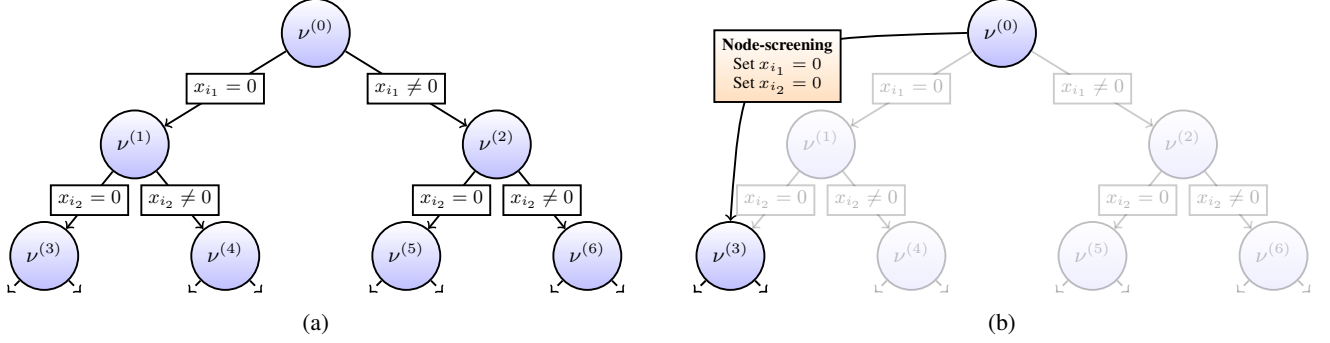 ν^(0)
x_{i_1} = 0
x_{i_1} ≠ 0
ν^(1)
ν^(2)
x_{i_2} = 0
x_{i_2} ≠ 0
x_{i_2} = 0
x_{i_2} ≠ 0
ν^(3)
ν^(4)
ν^(5)
ν^(6)
(a)
ν^(0)
Node-screening
Set x_{i_1} = 0
Set x_{i_2} = 0
x_{i_1} = 0
x_{i_1} ≠ 0
ν^(1)
ν^(2)
x_{i_2} = 0
x_{i_2} ≠ 0
x_{i_2} = 0
x_{i_2} ≠ 0
ν^(3)
ν^(4)
ν^(5)
ν^(6)
(b)